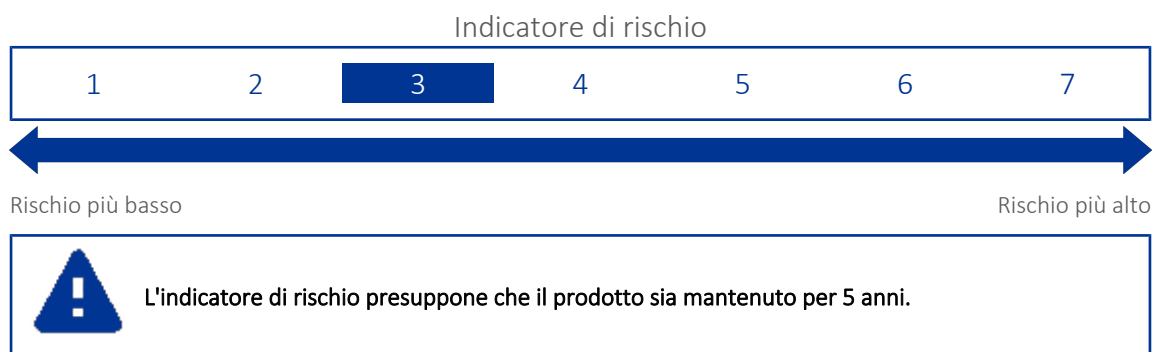 Indicatore di rischio
1 2 3 4 5 6 7
Rischio più basso Rischio più alto
L'indicatore di rischio presuppone che il prodotto sia mantenuto per 5 anni.